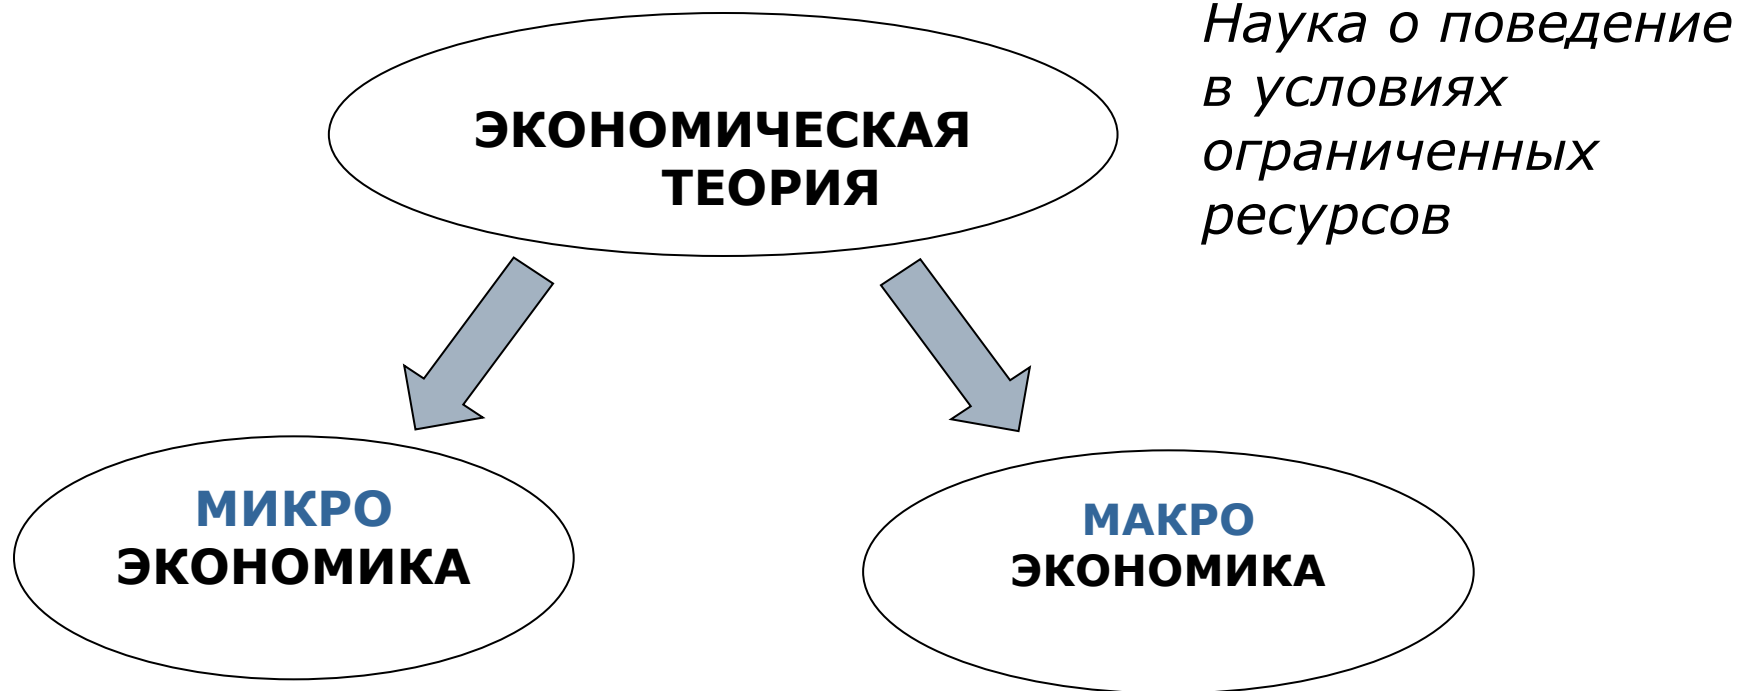 Наука о поведение
в условиях
ограниченных
ресурсов
ЭКОНОМИЧЕСКАЯ
ТЕОРИЯ
МИКРО
ЭКОНОМИКА
МАКРО
ЭКОНОМИКА